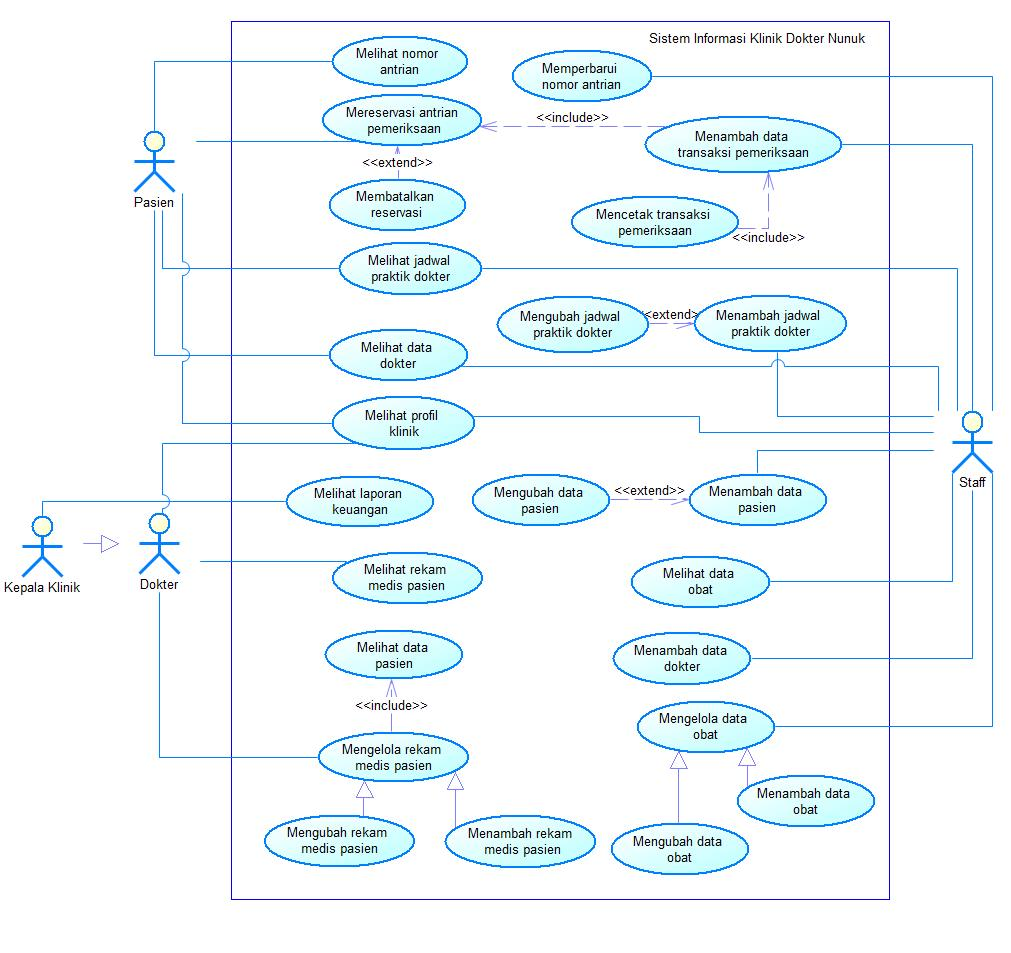 Sistem Informasi Klinik Dokter Nunuk
Melihat nomor
antrian
Memperbarui
nomor antrian
Mereservasi antrian
pemeriksaan
<<include>>
Menambah data
transaksi pemeriksaan
<<extend>>
Membatalkan
reservasi
Mencetak transaksi
pemeriksaan
<<include>>
Pasien
Melihat jadwal
praktik dokter
Mengubah jadwal
praktik dokter
<<extend>>
Menambah jadwal
praktik dokter
Melihat data
dokter
Melihat profil
klinik
Staff
Melihat laporan
keuangan
Mengubah data
pasien
<<extend>>
Menambah data
pasien
Kepala Klinik
Dokter
Melihat rekam
medis pasien
Melihat data
obat
Melihat data
pasien
Menambah data
dokter
<<include>>
Mengelola data
obat
Mengelola rekam
medis pasien
Menambah data
obat
Mengubah rekam
medis pasien
Menambah rekam
medis pasien
Mengubah data
obat